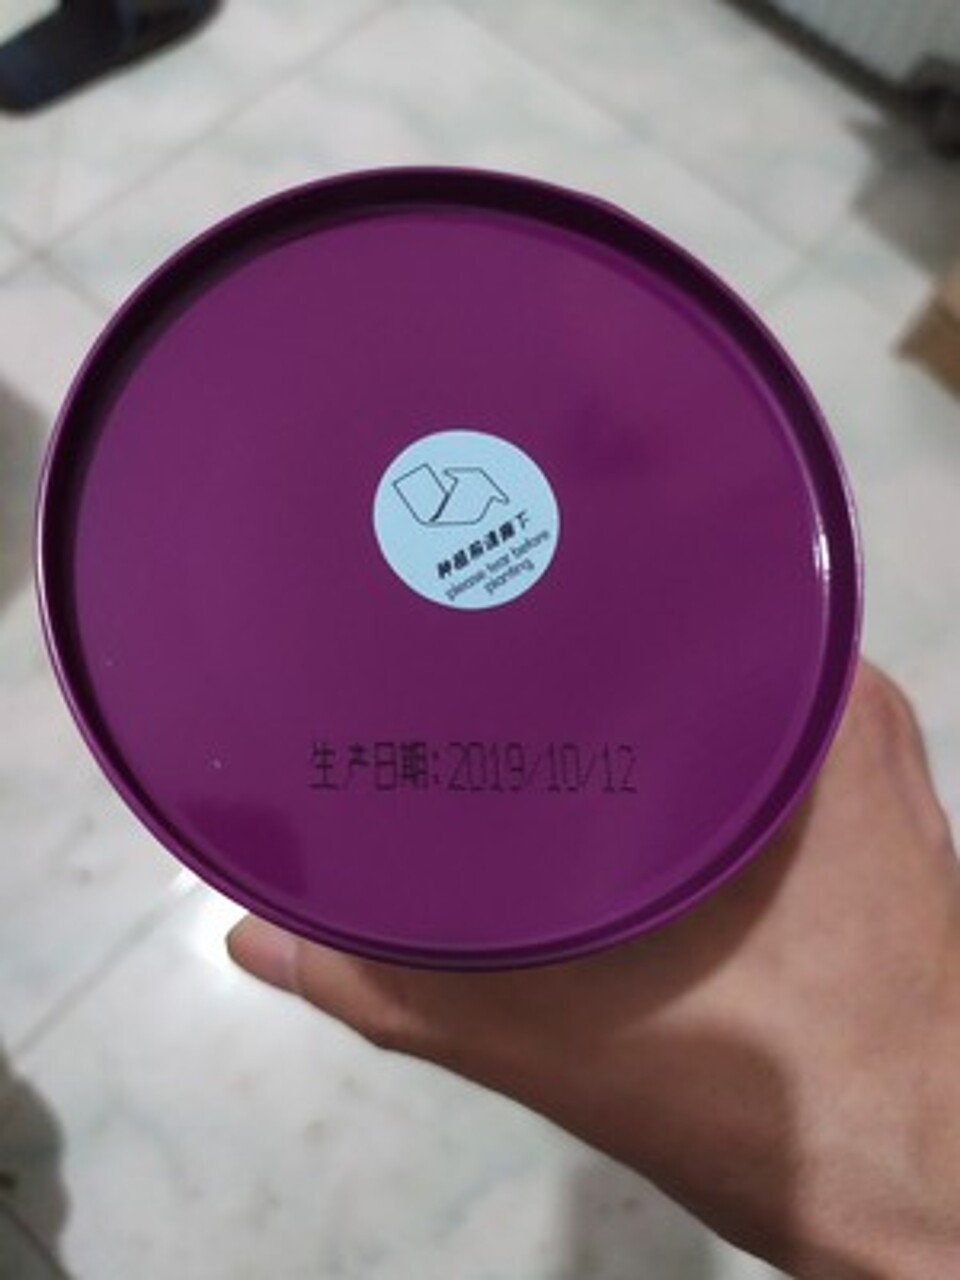 种植前请撕下
please tear before
planting
生产日期:2019/10/12